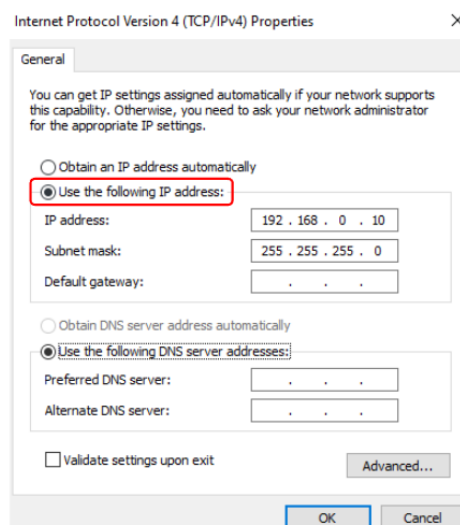 Internet Protocol Version 4 (TCP/IPv4) Properties
General
You can get IP settings assigned automatically if your network supports
this capability. Otherwise, you need to ask your network administrator
for the appropriate IP settings.
Obtain an IP address automatically
Use the following IP address:
IP address: 192 . 168 . 0 . 10
Subnet mask: 255 . 255 . 255 . 0
Default gateway: . . .
Obtain DNS server address automatically
Use the following DNS server addresses:
Preferred DNS server: . . .
Alternate DNS server: . . .
Validate settings upon exit
Advanced...
OK Cancel